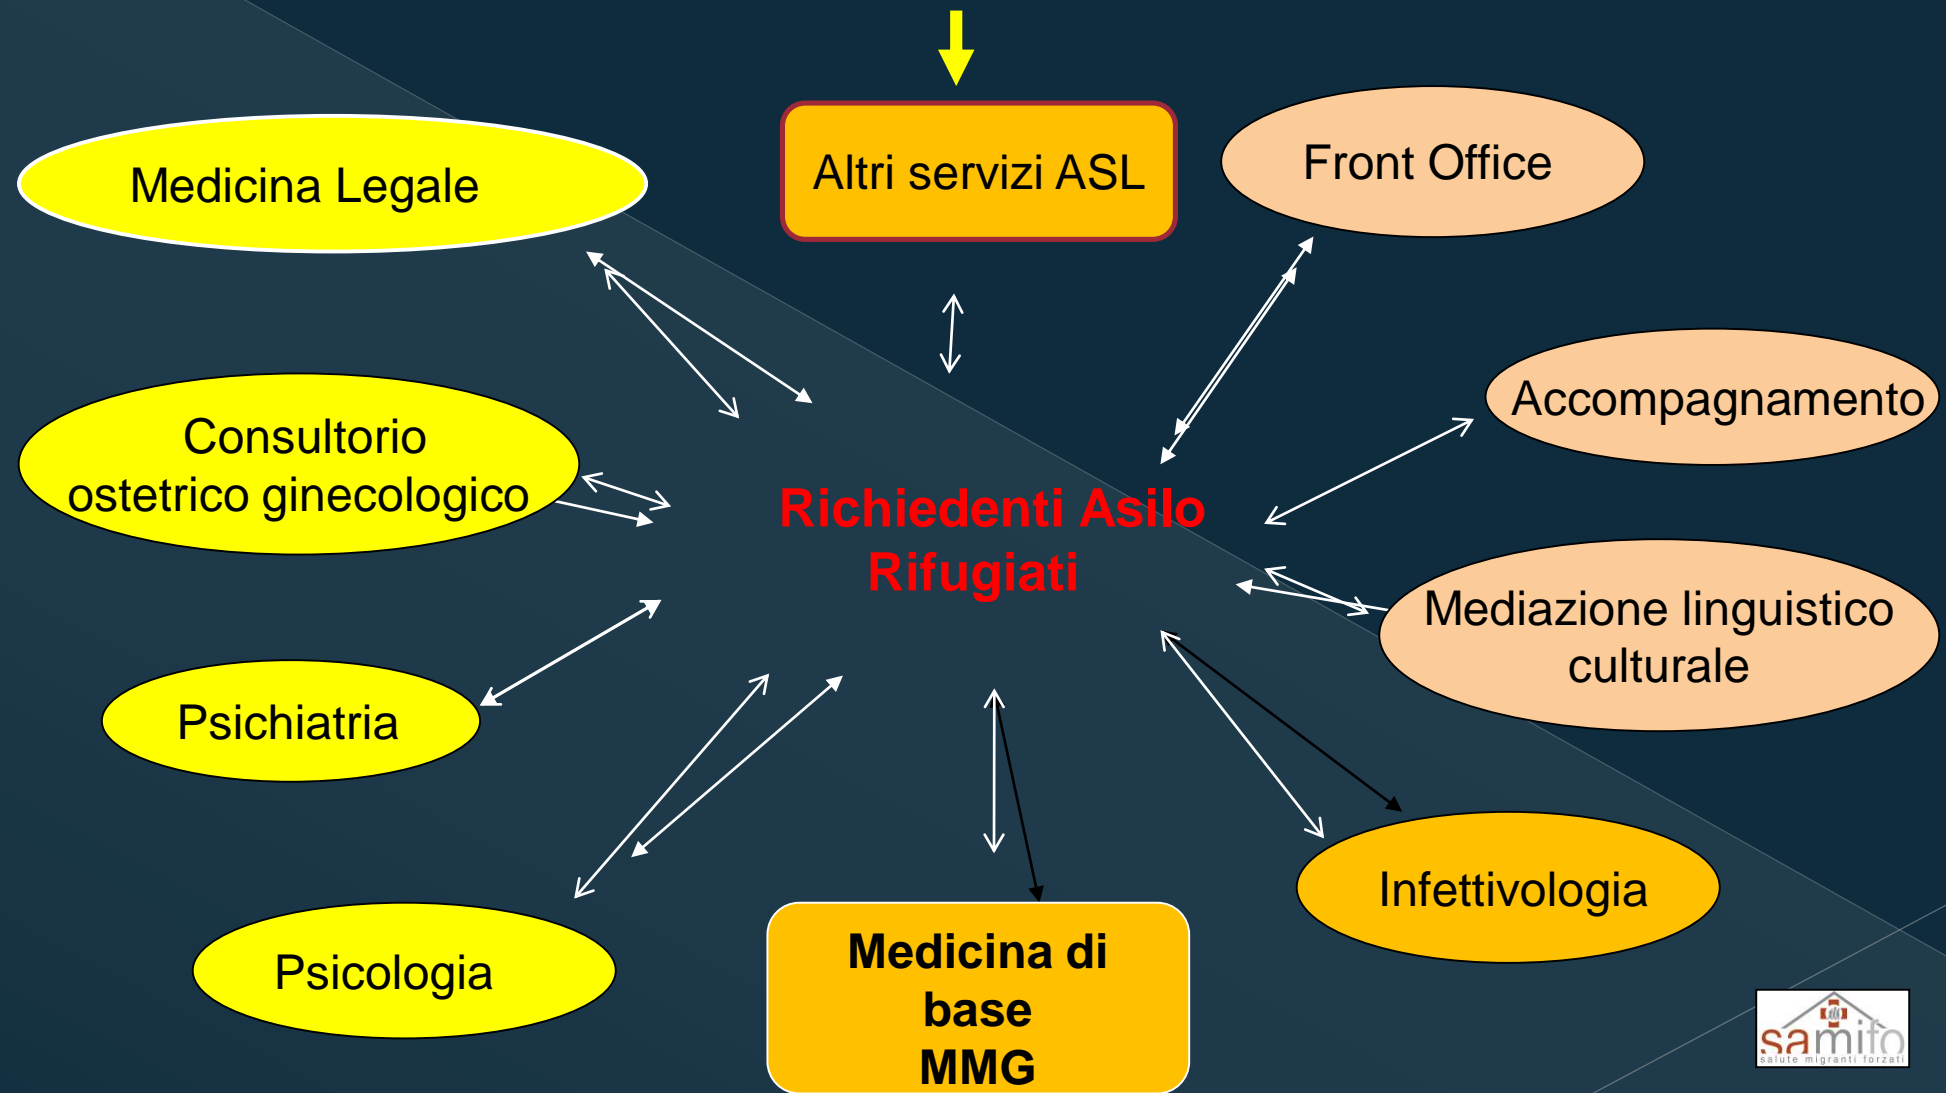 Medicina Legale
Altri servizi ASL
Front Office
Accompagnamento
Consultorio
ostetrico ginecologico
Richiedenti Asilo
Rifugiati
Mediazione linguistico
culturale
Psichiatria
Infettivologia
Psicologia
Medicina di
base
MMG
samifo
salute migranti forzati